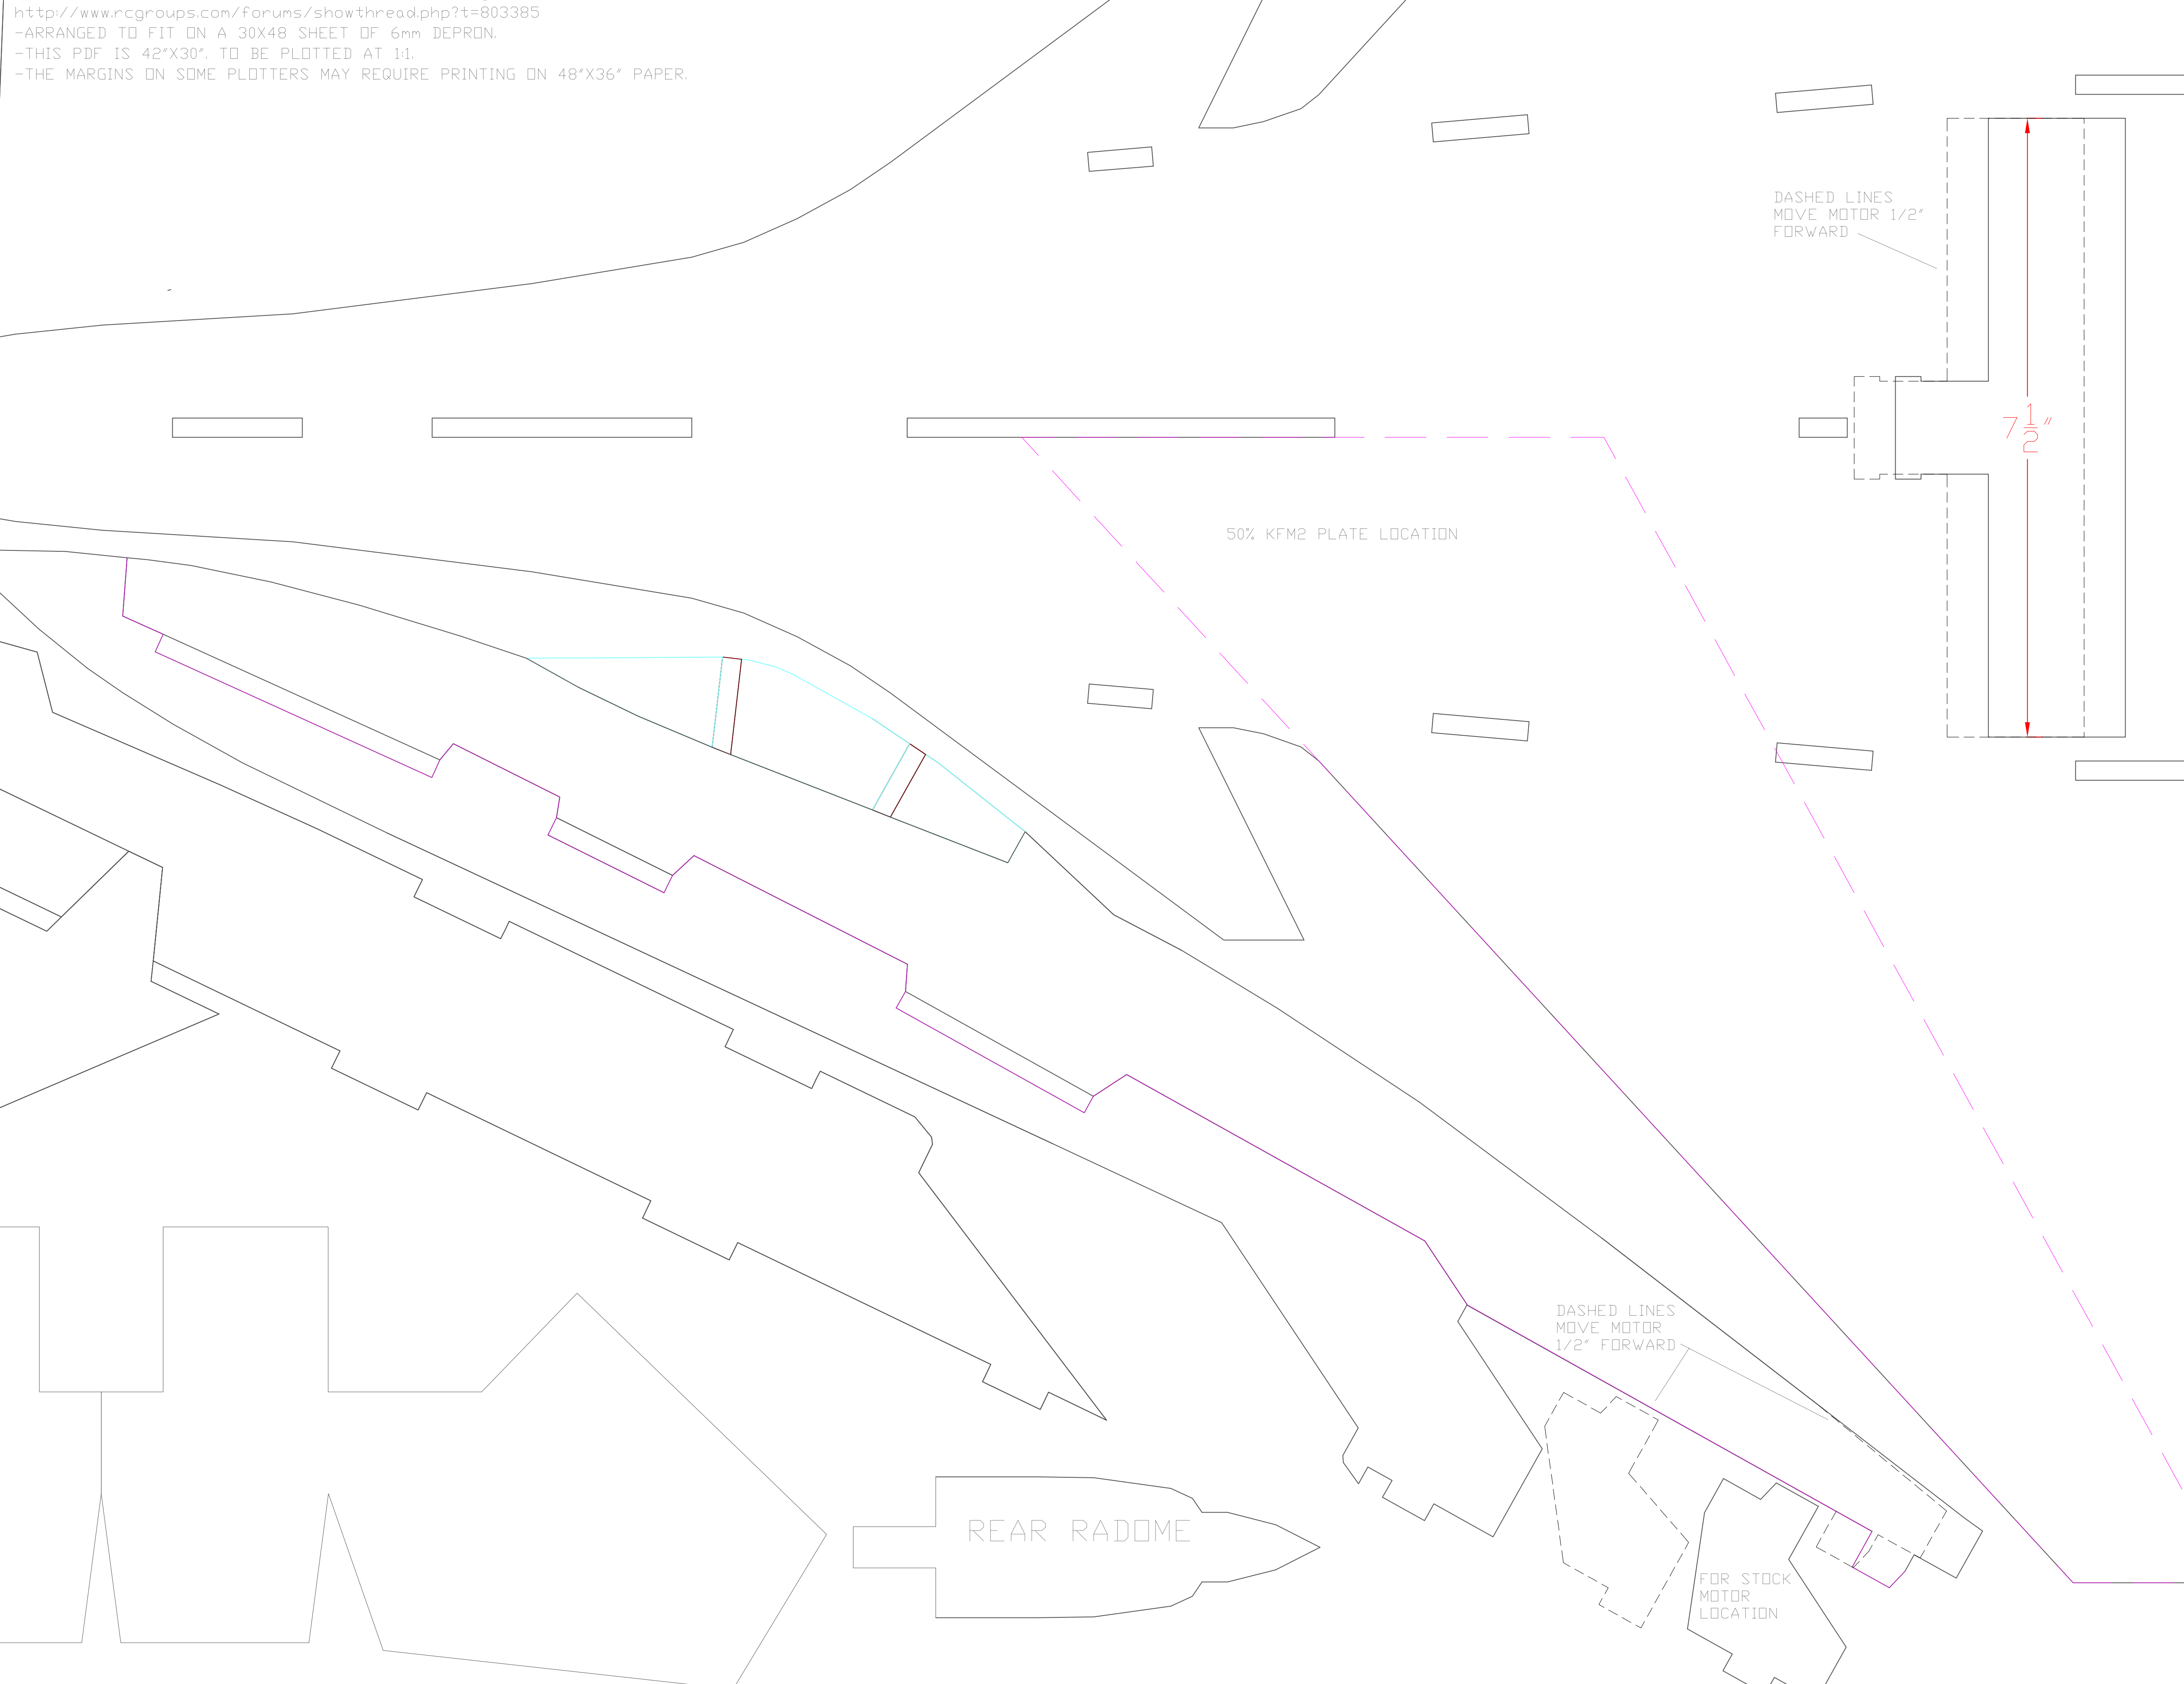 http://www.rcgroups.com/forums/showthread.php?t=803385
-ARRANGED TO FIT ON A 30X48 SHEET OF 6mm DEPRON.
-THIS PDF IS 42"X30". TO BE PLOTTED AT 1:1.
-THE MARGINS ON SOME PLOTTERS MAY REQUIRE PRINTING ON 48"X36" PAPER.
DASHED LINES
MOVE MOTOR 1/2"
FORWARD
7 1/2"
50% KFM2 PLATE LOCATION
DASHED LINES
MOVE MOTOR
1/2" FORWARD
REAR RADOME
FOR STOCK
MOTOR
LOCATION